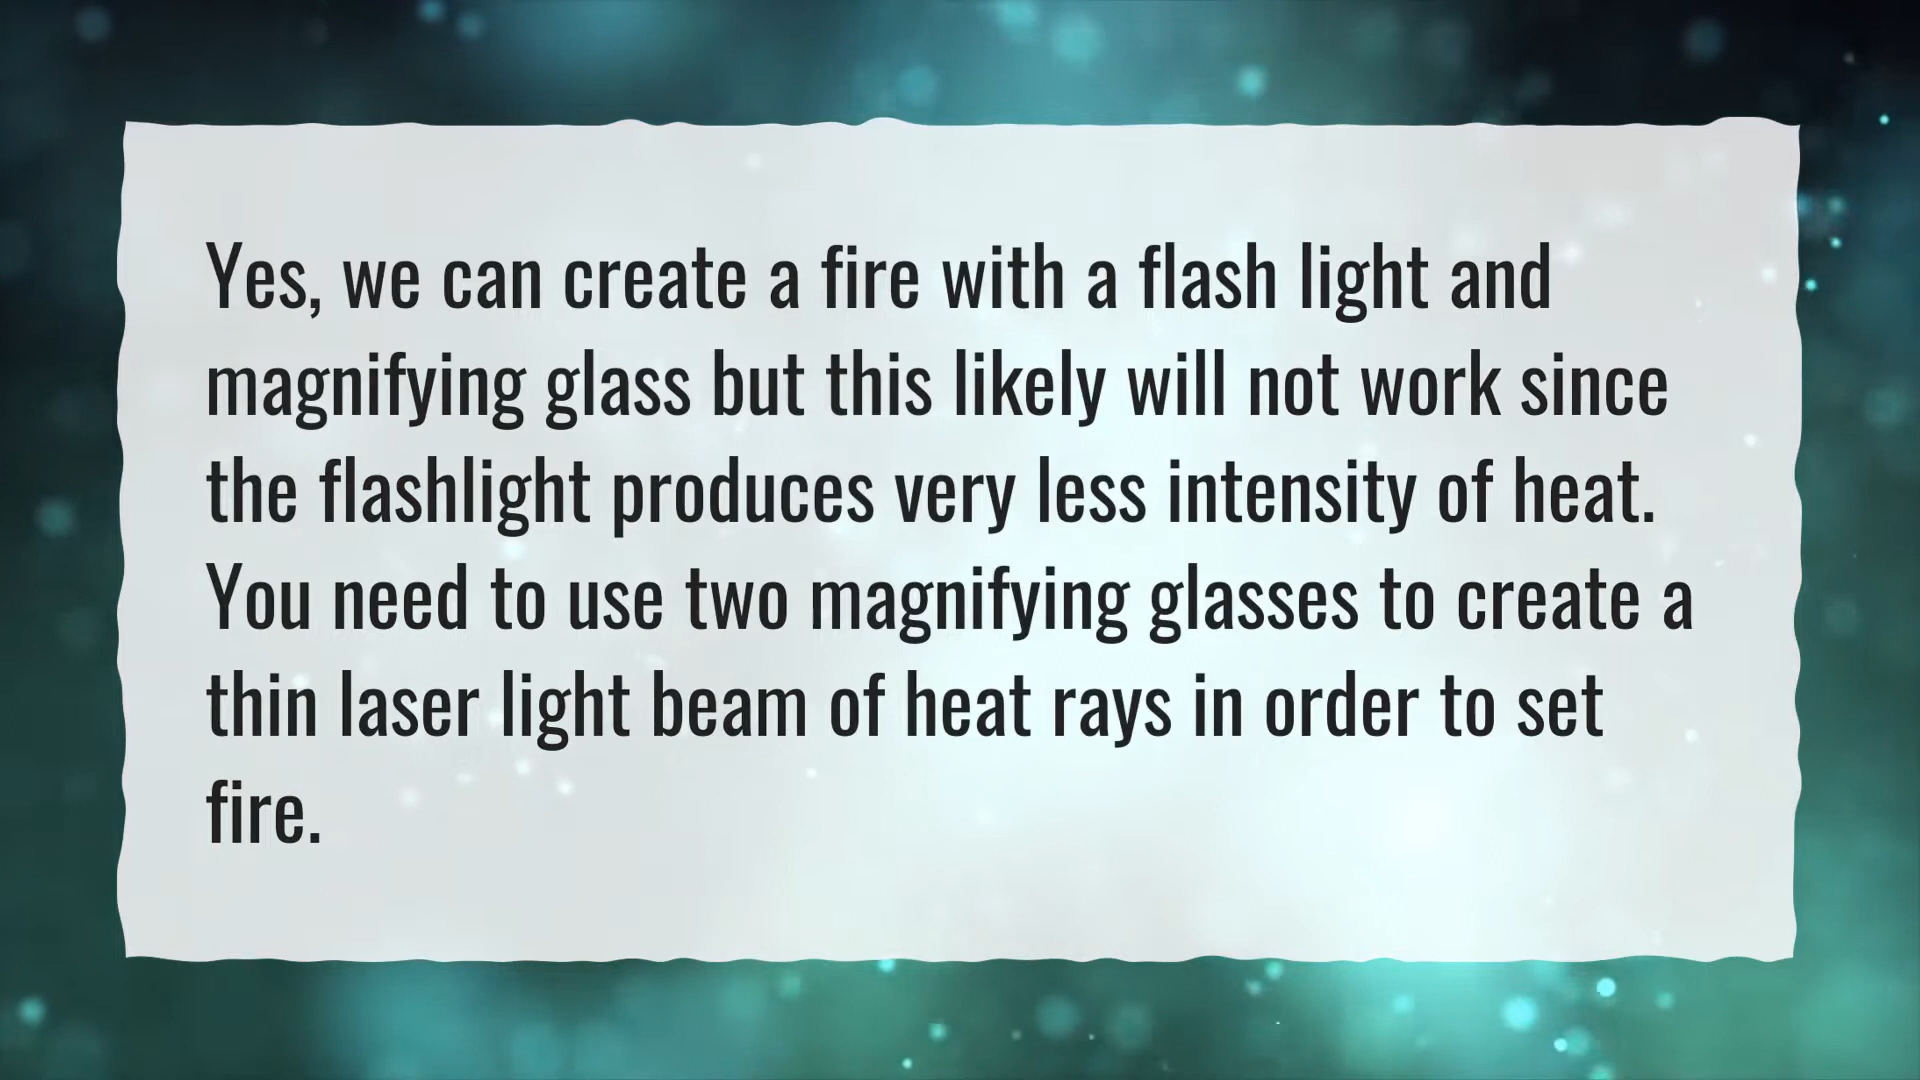 Yes, we can create a fire with a flash light and
magnifying glass but this likely will not work since
the flashlight produces very less intensity of heat.
You need to use two magnifying glasses to create a
thin laser light beam of heat rays in order to set
fire.